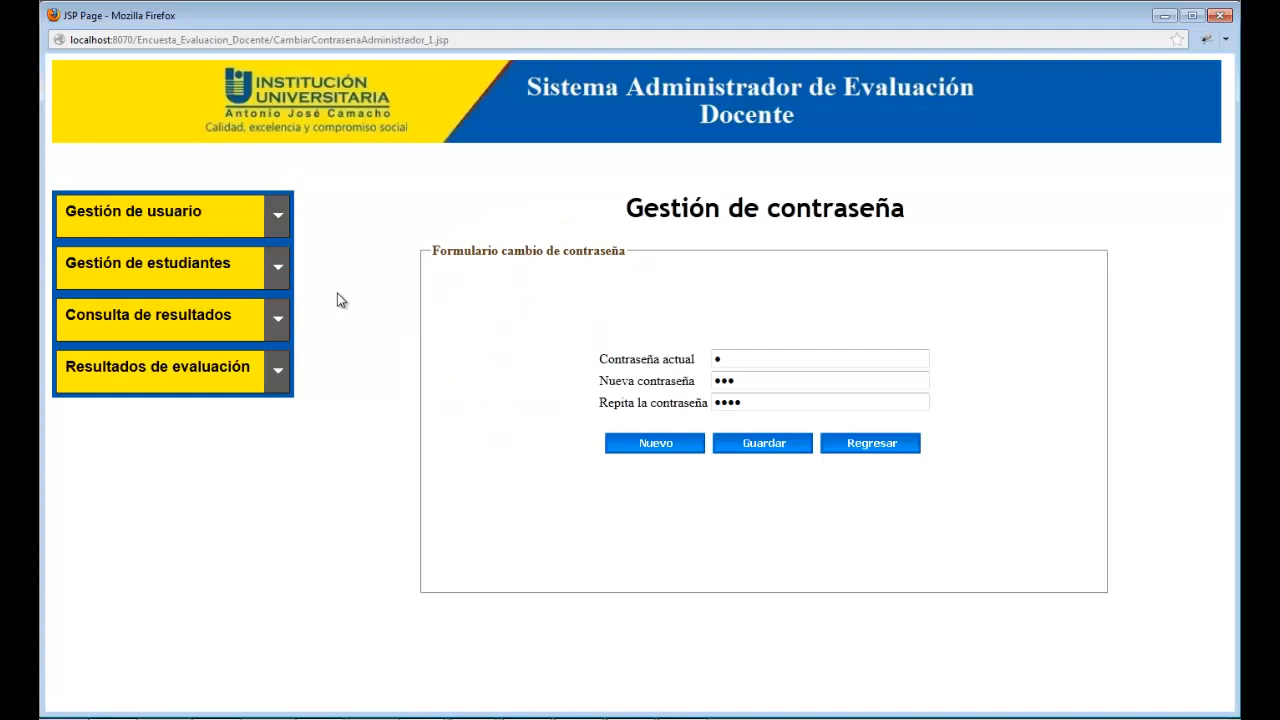 JSP Page - Mozilla Firefox
localhost:8070/Encuesta_Evaluacion_Docente/CambiarContrasenaAdministrador_1.jsp
INSTITUCIÓN
UNIVERSITARIA
Antonio José Camacho
Calidad, excelencia y compromiso social
Sistema Administrador de Evaluación
Docente
Gestión de usuario
Gestión de estudiantes
Consulta de resultados
Resultados de evaluación
Gestión de contraseña
Formulario cambio de contraseña
Contraseña actual •
Nueva contraseña •••
Repita la contraseña ••••
Nuevo Guardar Regresar